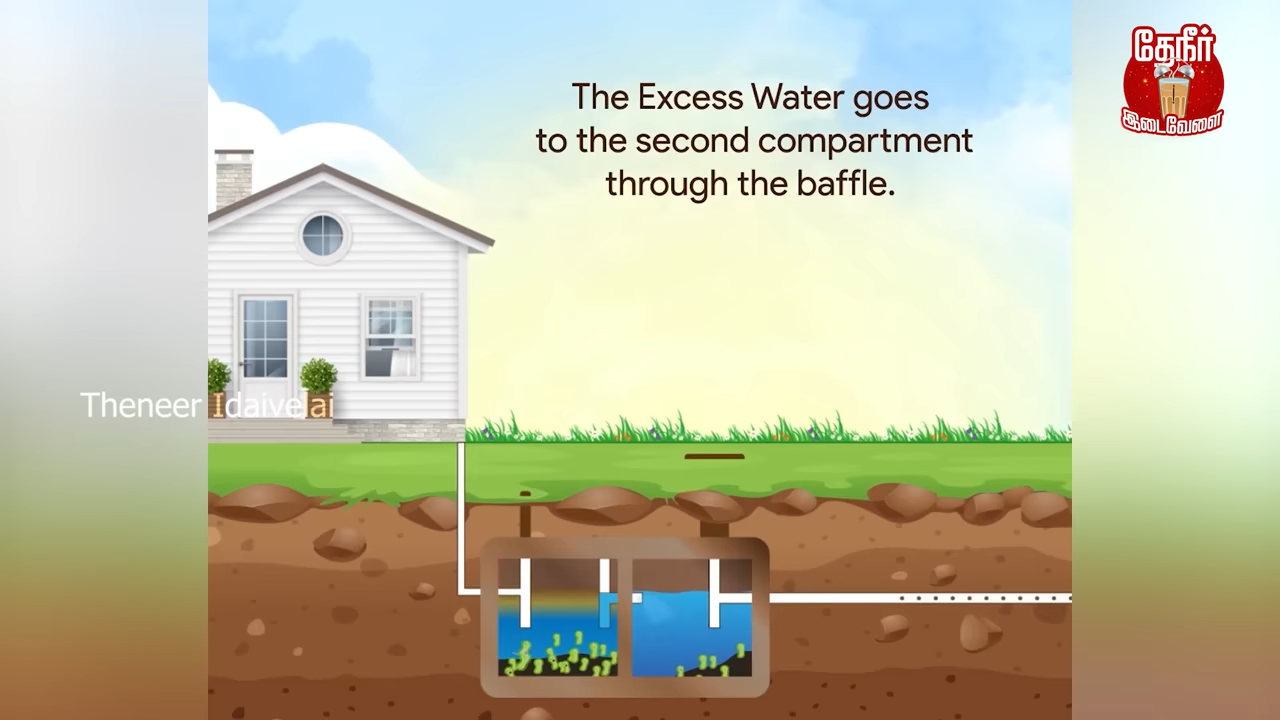 The Excess Water goes
to the second compartment
through the baffle.
தேநீர்
இடைவேளை
Theneer Idaivelai